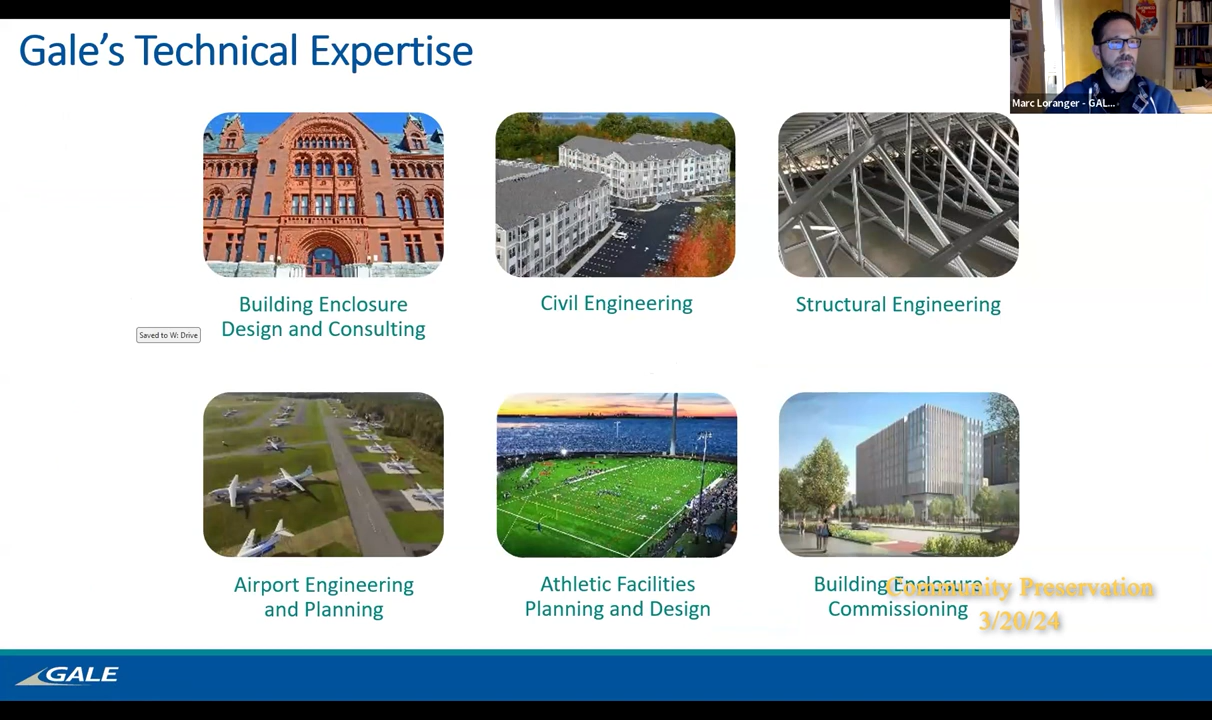 Gale's Technical Expertise
Marc Loranger - GAL...
Building Enclosure
Design and Consulting
Civil Engineering
Structural Engineering
Saved to W: Drive
Airport Engineering
and Planning
Athletic Facilities
Planning and Design
Building Enclosure
Commissioning
Community Preservation
3/20/24
GALE